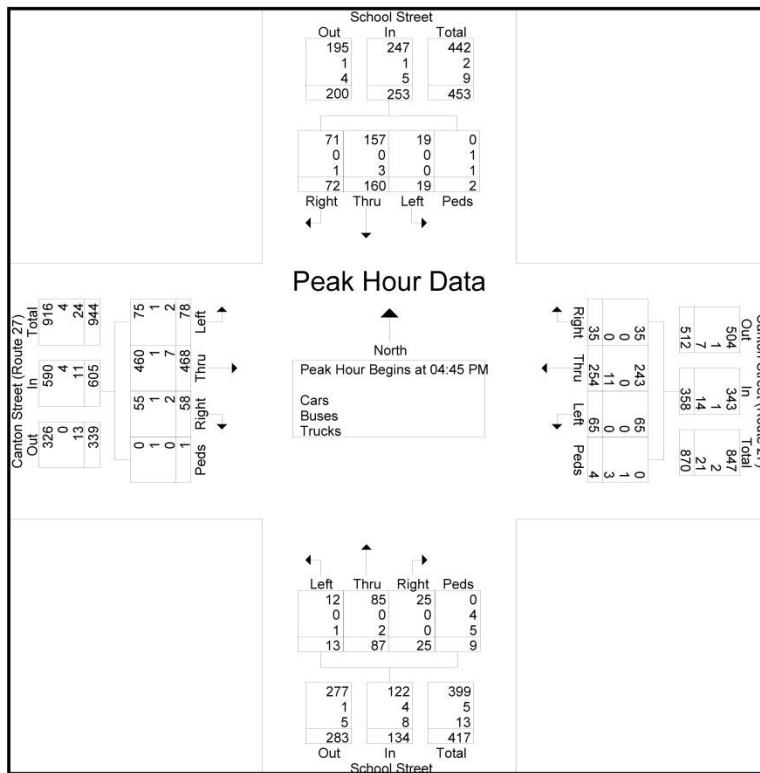 School Street
Out In Total
195 247 442
1 1 2
4 5 9
200 253 453
71 157 19 0
0 0 0 1
1 3 0 1
72 160 19 2
Right Thru Left Peds
Canton Street (Route 27)
Out In Total
326 590 916
0 4 4
13 11 24
339 605 944
0 55 460 75
1 1 1 1
0 2 7 2
1 58 468 78
Peds Right Thru Left
Peak Hour Data
North
Peak Hour Begins at 04:45 PM
Cars
Buses
Trucks
Canton Street (Route 27)
Out In Total
504 343 847
1 1 2
7 14 21
512 358 870
35 243 65 0
0 0 0 1
0 11 0 3
35 254 65 4
Right Thru Left Peds
Left Thru Right Peds
12 85 25 0
0 0 0 4
1 2 0 5
13 87 25 9
277 122 399
1 4 5
5 8 13
283 134 417
Out In Total
School Street